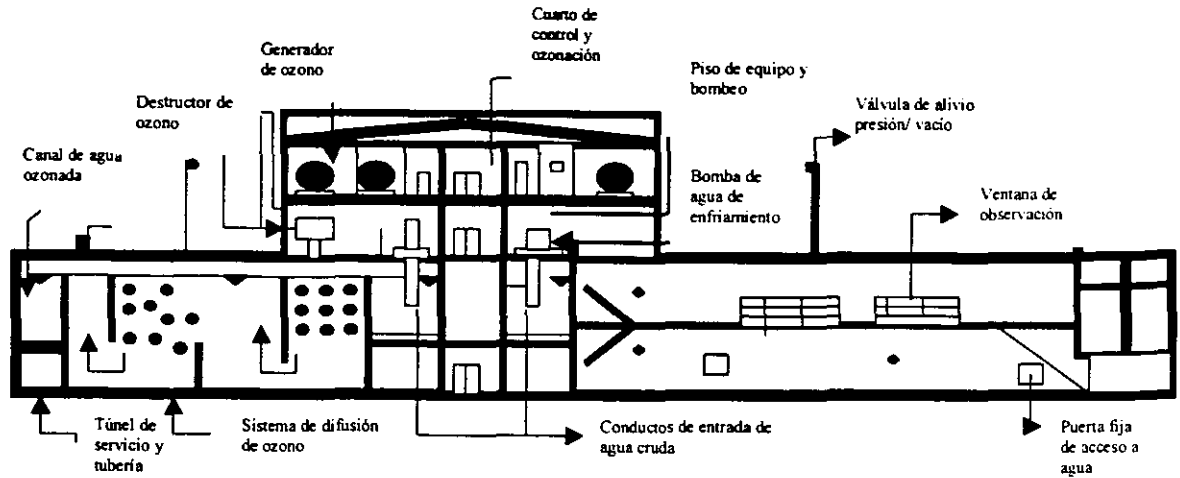 Cuarto de
control y
ozonación
Generador
de ozono
Piso de equipo y
bombeo
Destructor de
ozono
Válvula de alivio
presión/ vacío
Canal de agua
ozonada
Bomba de
agua de
enfriamiento
Ventana de
observación
Túnel de
servicio y
tubería
Sistema de difusión
de ozono
Conductos de entrada de
agua cruda
Puerta fija
de acceso a
agua